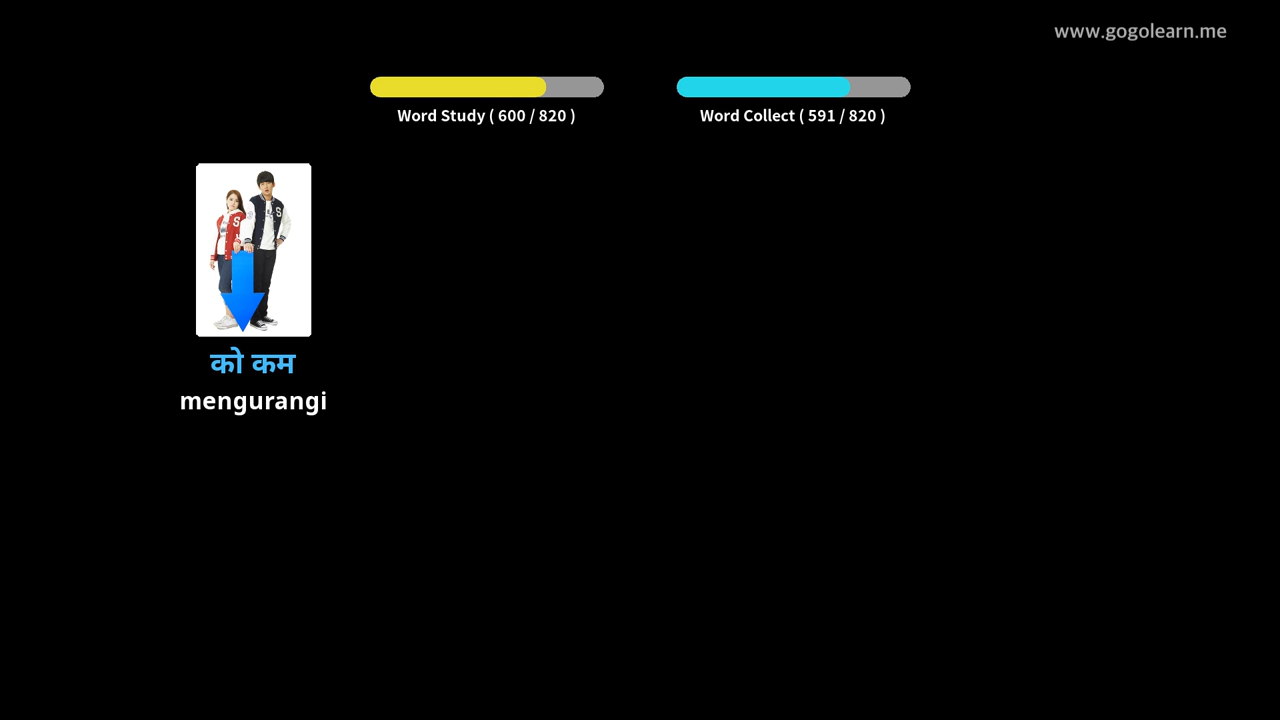 www.gogolearn.me
Word Study ( 600 / 820 )
Word Collect ( 591 / 820 )
S
S
को कम
mengurangi